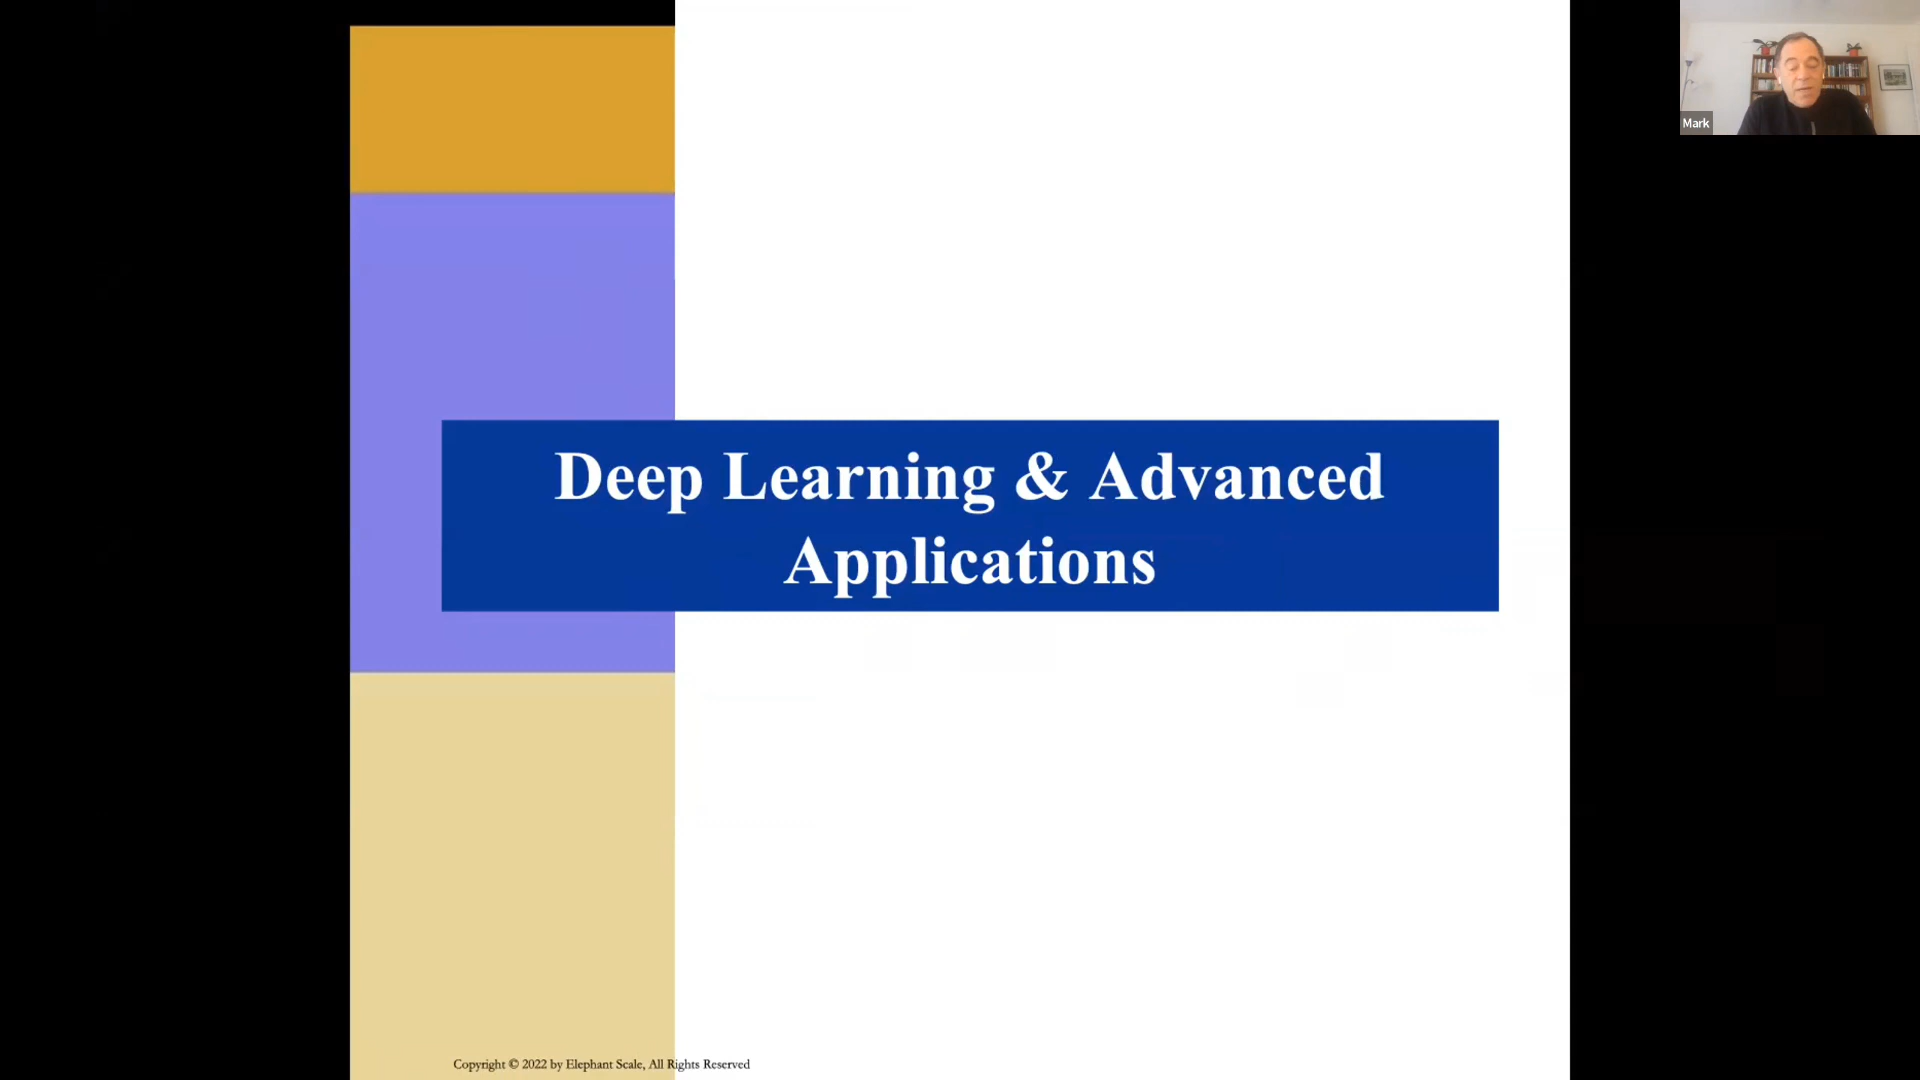 Mark
Deep Learning & Advanced
Applications
Copyright © 2022 by Elephant Scale, All Rights Reserved